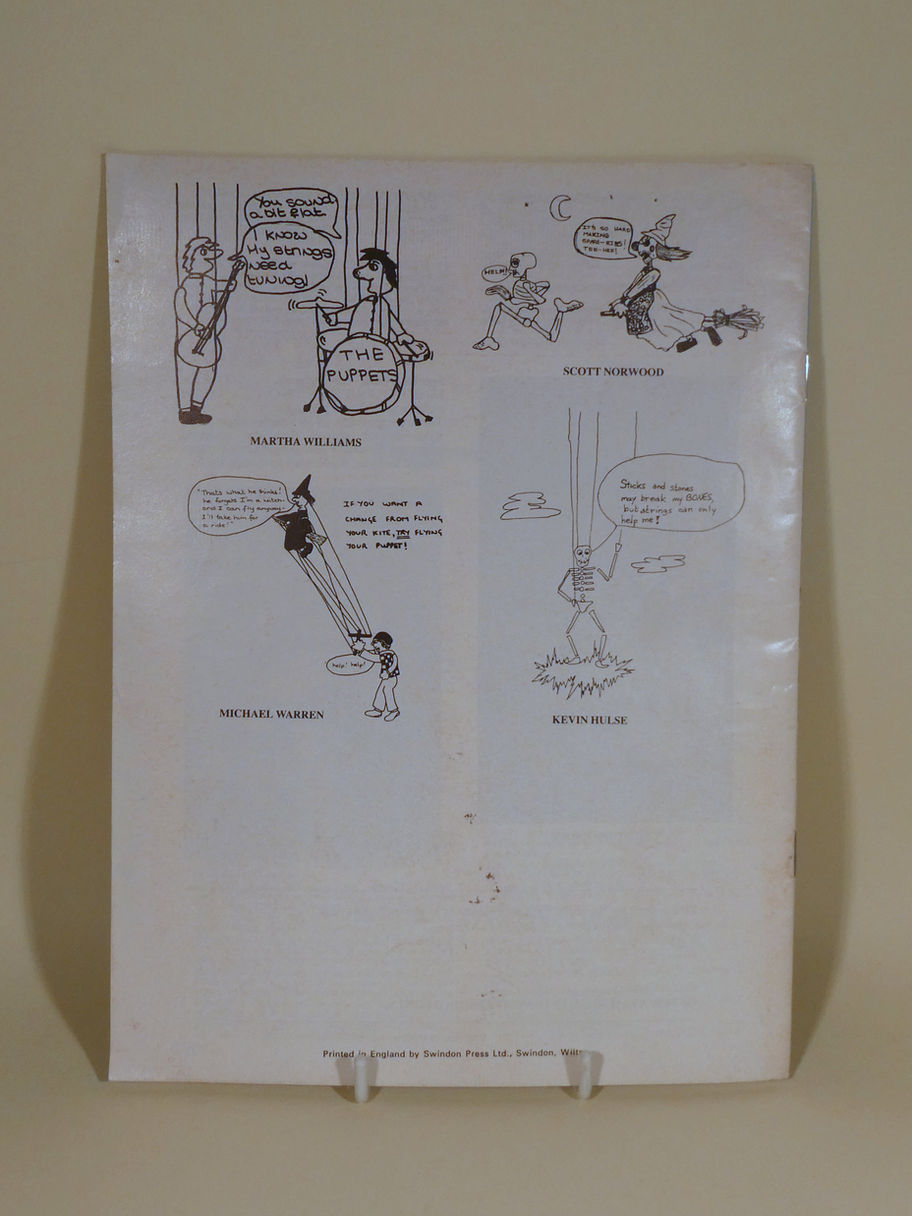 You sound
a bit flat
I KNOW
My strings
need
tuning!
THE
PUPPETS
MARTHA WILLIAMS
HELP!
IT'S SO HARD
MAKING
SPARE-RIBS!
TEE-HEE!
SCOTT NORWOOD
"Thats what he thinks!
he forgets I'm a witch-
and I can fly anyway-
I'll take him for
a ride!"
IF YOU WANT A
CHANGE FROM FLYING
YOUR KITE, TRY FLYING
YOUR PUPPET!
help! help!
MICHAEL WARREN
Sticks and stones
may break my BONES,
but strings can only
help me!
KEVIN HULSE
Printed in England by Swindon Press Ltd., Swindon, Wilts